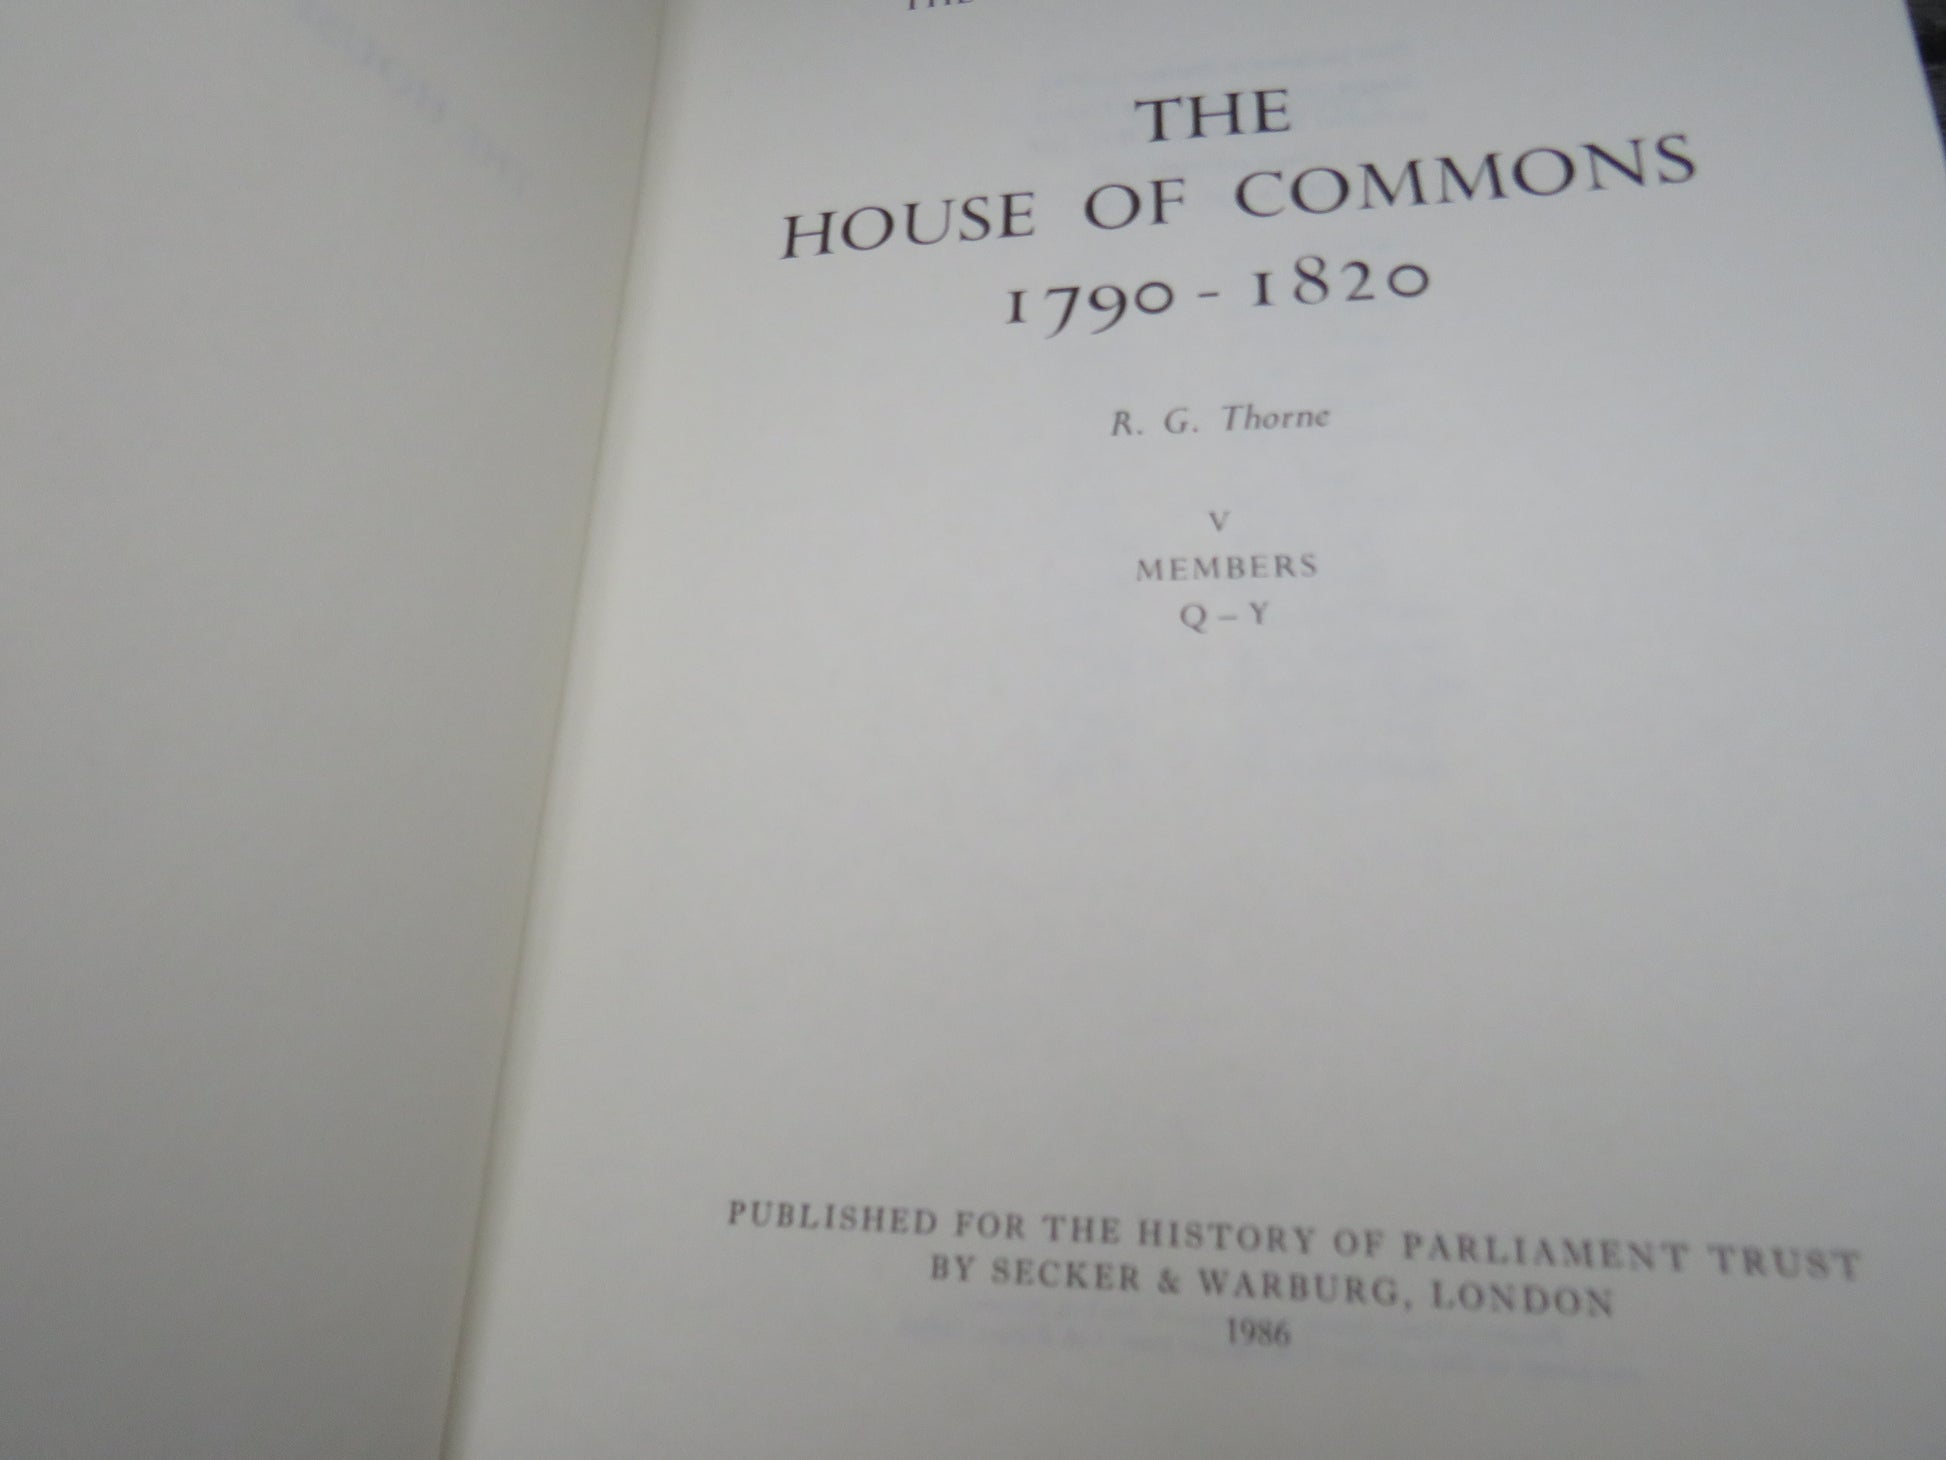 THE
HOUSE OF COMMONS
1790 - 1820
R. G. Thorne
V
MEMBERS
Q – Y
PUBLISHED FOR THE HISTORY OF PARLIAMENT TRUST
BY SECKER & WARBURG, LONDON
1986